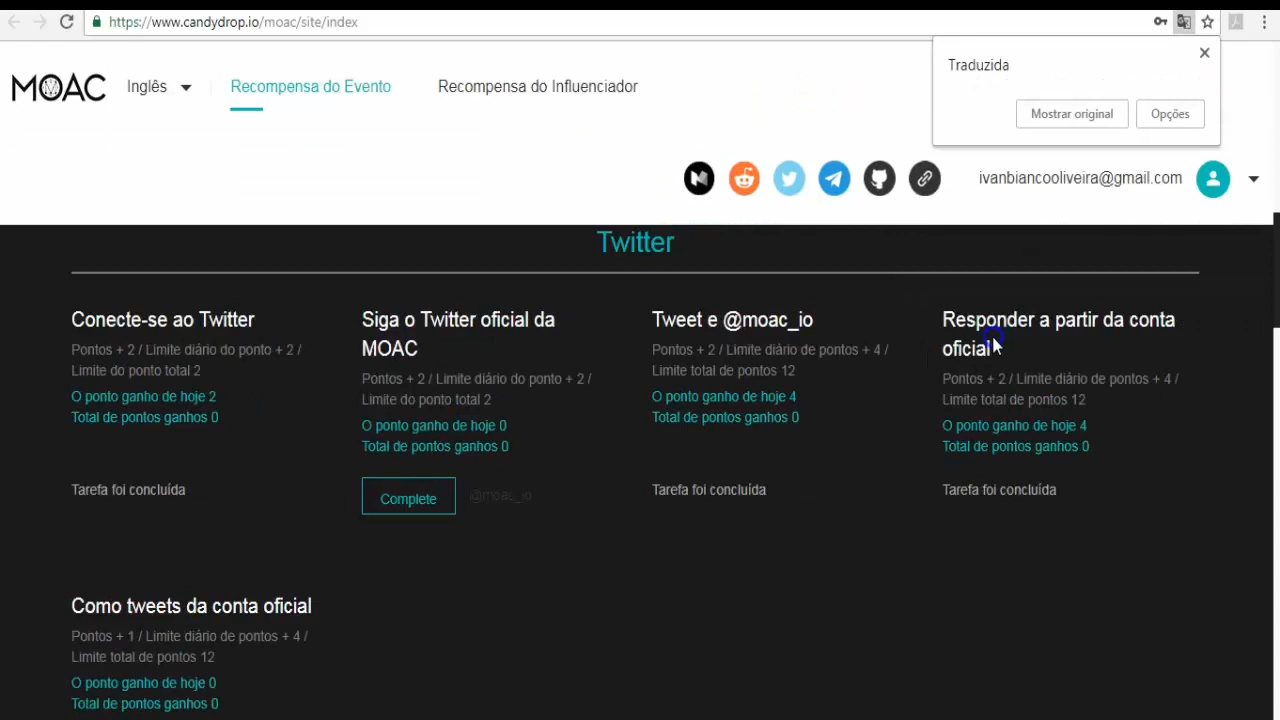 https://www.candydrop.io/moac/site/index
Traduzida
Mostrar original
Opções
MOAC
Inglês
Recompensa do Evento
Recompensa do Influenciador
ivanbiancooliveira@gmail.com
Twitter
Conecte-se ao Twitter
Pontos + 2 / Limite diário do ponto + 2 /
Limite do ponto total 2
O ponto ganho de hoje 2
Total de pontos ganhos 0
Tarefa foi concluída
Siga o Twitter oficial da
MOAC
Pontos + 2 / Limite diário do ponto + 2 /
Limite do ponto total 2
O ponto ganho de hoje 0
Total de pontos ganhos 0
Complete
@moac_io
Tweet e @moac_io
Pontos + 2 / Limite diário de pontos + 4 /
Limite total de pontos 12
O ponto ganho de hoje 4
Total de pontos ganhos 0
Tarefa foi concluída
Responder a partir da conta
oficial
Pontos + 2 / Limite diário de pontos + 4 /
Limite total de pontos 12
O ponto ganho de hoje 4
Total de pontos ganhos 0
Tarefa foi concluída
Como tweets da conta oficial
Pontos + 1 / Limite diário de pontos + 4 /
Limite total de pontos 12
O ponto ganho de hoje 0
Total de pontos ganhos 0